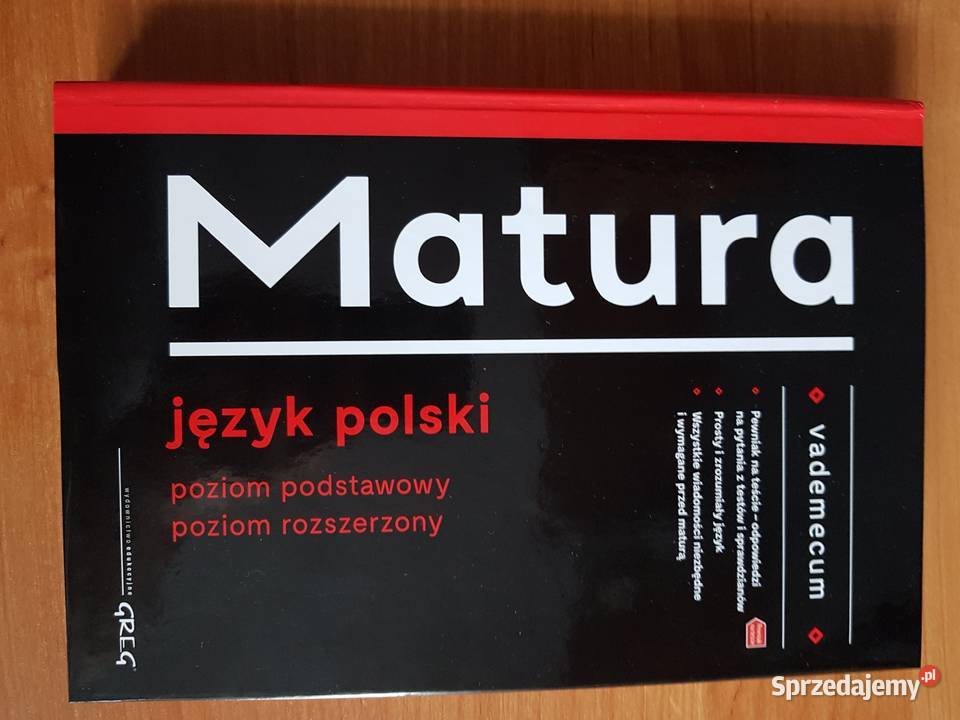 Matura
język polski
poziom podstawowy
poziom rozszerzony
vademecum
Pewniak na teście – odpowiedzi
na pytania z testów i sprawdzianów
Prosty i zrozumiały język
Wszystkie wiadomości niezbędne
i wymagane przed maturą
wydawnictwo edukacyjne
GREG
Sprzedajemy.pl